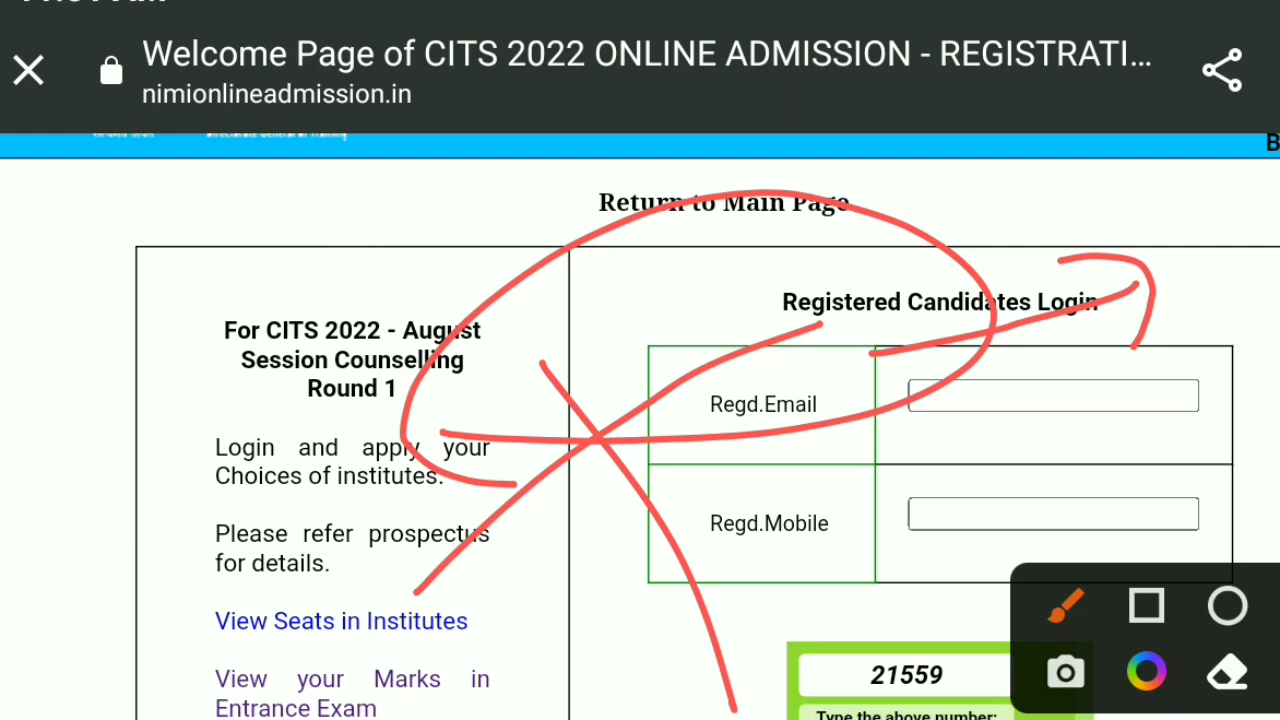 Welcome Page of CITS 2022 ONLINE ADMISSION - REGISTRATI...
nimionlineadmission.in
B
Return to Main Page
For CITS 2022 - August
Session Counselling
Round 1
Login and apply your
Choices of institutes.
Please refer prospectus
for details.
View Seats in Institutes
View your Marks in
Entrance Exam
Registered Candidates Login
Regd.Email
Regd.Mobile
21559
Type the above number: